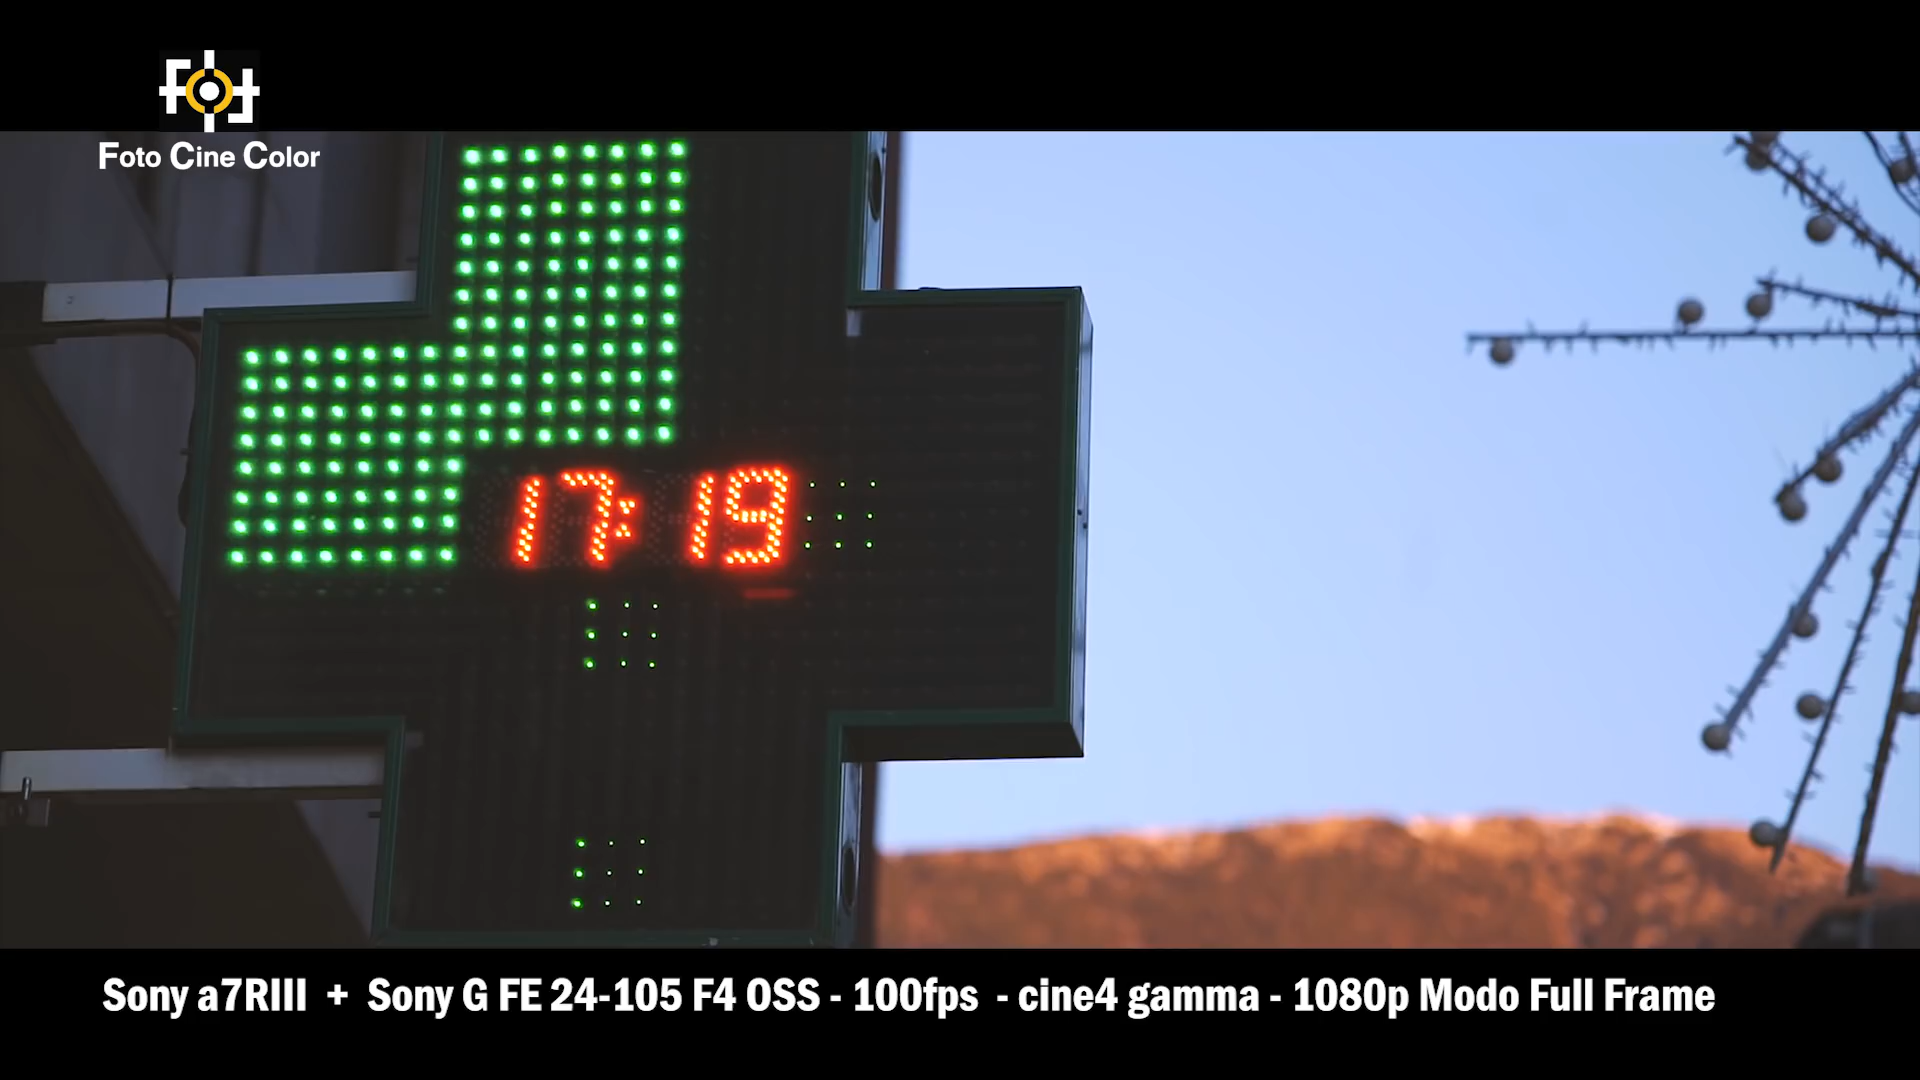 Foto Cine Color
17:19
Sony a7RIII + Sony G FE 24-105 F4 OSS - 100fps - cine4 gamma - 1080p Modo Full Frame